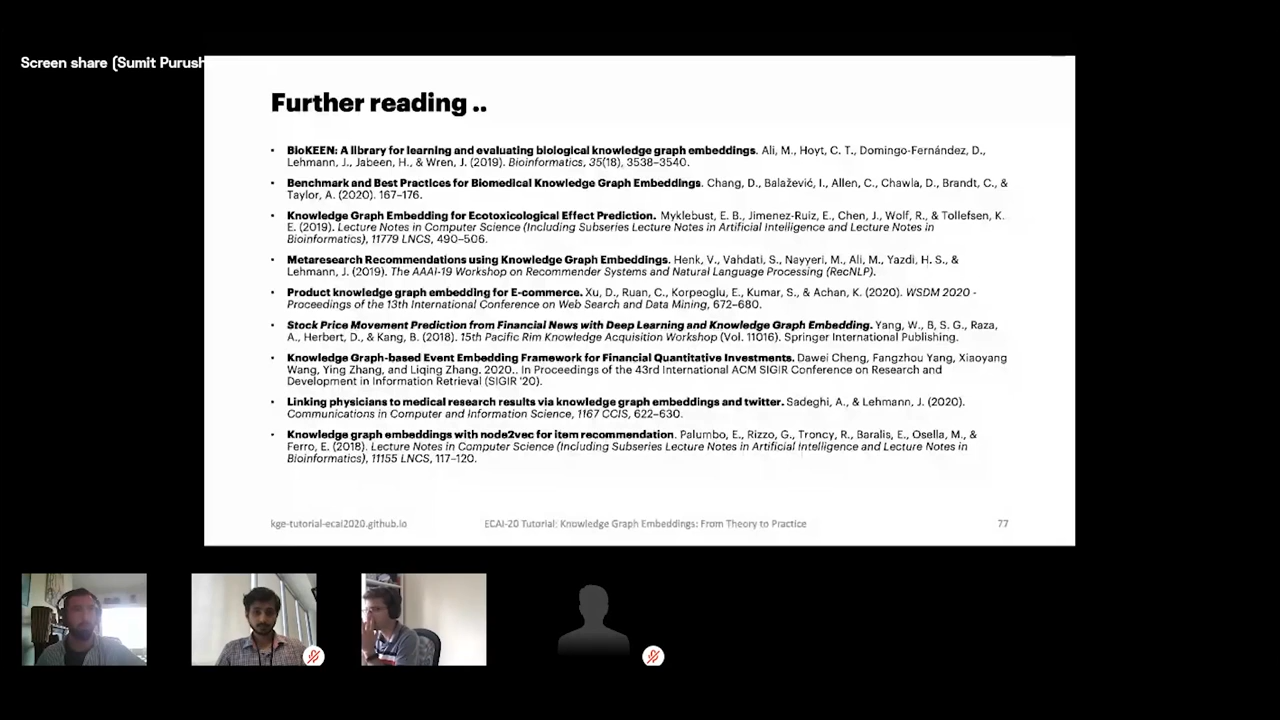 Screen share (Sumit Purush
Further reading ..
• BioKEEN: A library for learning and evaluating biological knowledge graph embeddings. Ali, M., Hoyt, C. T., Domingo-Fernández, D.,
Lehmann, J., Jabeen, H., & Wren, J. (2019). Bioinformatics, 35(18), 3538–3540.
• Benchmark and Best Practices for Biomedical Knowledge Graph Embeddings. Chang, D., Balažević, I., Allen, C., Chawla, D., Brandt, C., &
Taylor, A. (2020). 167–176.
• Knowledge Graph Embedding for Ecotoxicological Effect Prediction. Myklebust, E. B., Jimenez-Ruiz, E., Chen, J., Wolf, R., & Tollefsen, K.
E. (2019). Lecture Notes in Computer Science (Including Subseries Lecture Notes in Artificial Intelligence and Lecture Notes in
Bioinformatics), 11779 LNCS, 490–506.
• Metaresearch Recommendations using Knowledge Graph Embeddings. Henk, V., Vahdati, S., Nayyeri, M., Ali, M., Yazdi, H. S., &
Lehmann, J. (2019). The AAAI-19 Workshop on Recommender Systems and Natural Language Processing (RecNLP).
• Product knowledge graph embedding for E-commerce. Xu, D., Ruan, C., Korpeoglu, E., Kumar, S., & Achan, K. (2020). WSDM 2020 -
Proceedings of the 13th International Conference on Web Search and Data Mining, 672–680.
• Stock Price Movement Prediction from Financial News with Deep Learning and Knowledge Graph Embedding. Yang, W., B, S. G., Raza,
A., Herbert, D., & Kang, B. (2018). 15th Pacific Rim Knowledge Acquisition Workshop (Vol. 11016). Springer International Publishing.
• Knowledge Graph-based Event Embedding Framework for Financial Quantitative Investments. Dawei Cheng, Fangzhou Yang, Xiaoyang
Wang, Ying Zhang, and Liqing Zhang. 2020.. In Proceedings of the 43rd International ACM SIGIR Conference on Research and
Development in Information Retrieval (SIGIR '20).
• Linking physicians to medical research results via knowledge graph embeddings and twitter. Sadeghi, A., & Lehmann, J. (2020).
Communications in Computer and Information Science, 1167 CCIS, 622–630.
• Knowledge graph embeddings with node2vec for item recommendation. Palumbo, E., Rizzo, G., Troncy, R., Baralis, E., Osella, M., &
Ferro, E. (2018). Lecture Notes in Computer Science (Including Subseries Lecture Notes in Artificial Intelligence and Lecture Notes in
Bioinformatics), 11155 LNCS, 117–120.
kge-tutorial-ecai2020.github.io ECAI-20 Tutorial: Knowledge Graph Embeddings: From Theory to Practice 77